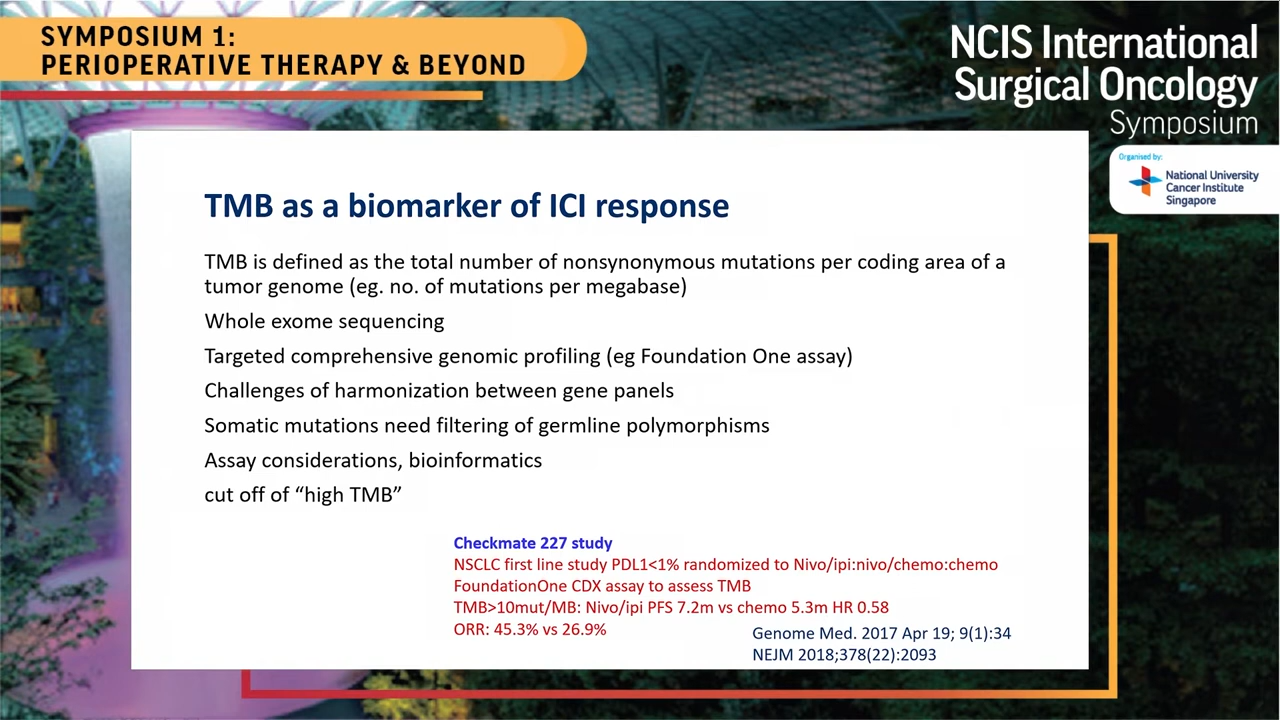 SYMPOSIUM 1:
PERIOPERATIVE THERAPY & BEYOND
NCIS International
Surgical Oncology
Symposium
Organised by:
National University
Cancer Institute
Singapore
TMB as a biomarker of ICI response
TMB is defined as the total number of nonsynonymous mutations per coding area of a
tumor genome (eg. no. of mutations per megabase)
Whole exome sequencing
Targeted comprehensive genomic profiling (eg Foundation One assay)
Challenges of harmonization between gene panels
Somatic mutations need filtering of germline polymorphisms
Assay considerations, bioinformatics
cut off of “high TMB”
Checkmate 227 study
NSCLC first line study PDL1<1% randomized to Nivo/ipi:nivo/chemo:chemo
FoundationOne CDX assay to assess TMB
TMB>10mut/MB: Nivo/ipi PFS 7.2m vs chemo 5.3m HR 0.58
ORR: 45.3% vs 26.9%
Genome Med. 2017 Apr 19; 9(1):34
NEJM 2018;378(22):2093